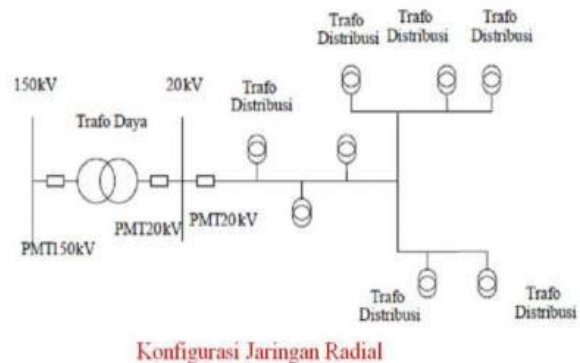 Trafo
Distribusi
Trafo
Distribusi
Trafo
Distribusi
150kV
20kV
Trafo Daya
Trafo
Distribusi
PMT150kV
PMT20kV
PMT20kV
Trafo
Distribusi
Trafo
Distribusi
Konfigurasi Jaringan Radial